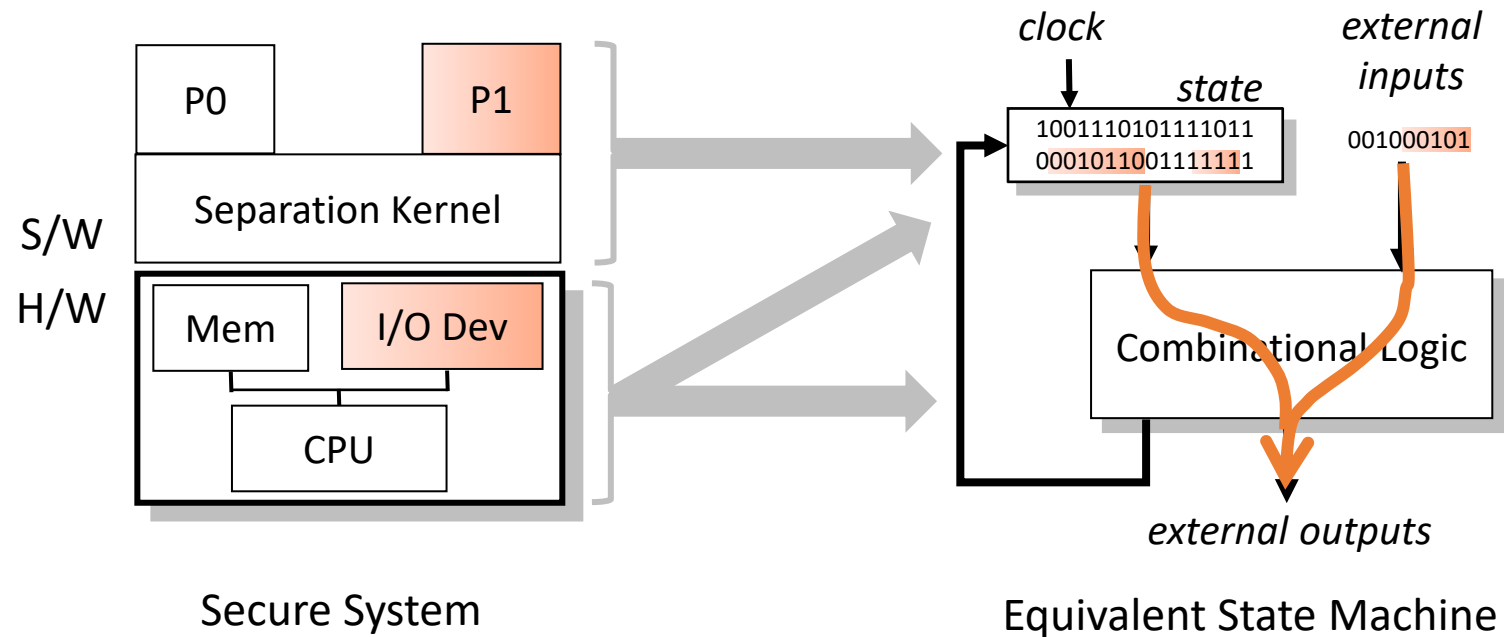 P0
P1
Separation Kernel
S/W
H/W
Mem
I/O Dev
CPU
Secure System
clock
external
inputs
state
1001110101111011
0001011001111111
001000101
Combinational Logic
external outputs
Equivalent State Machine